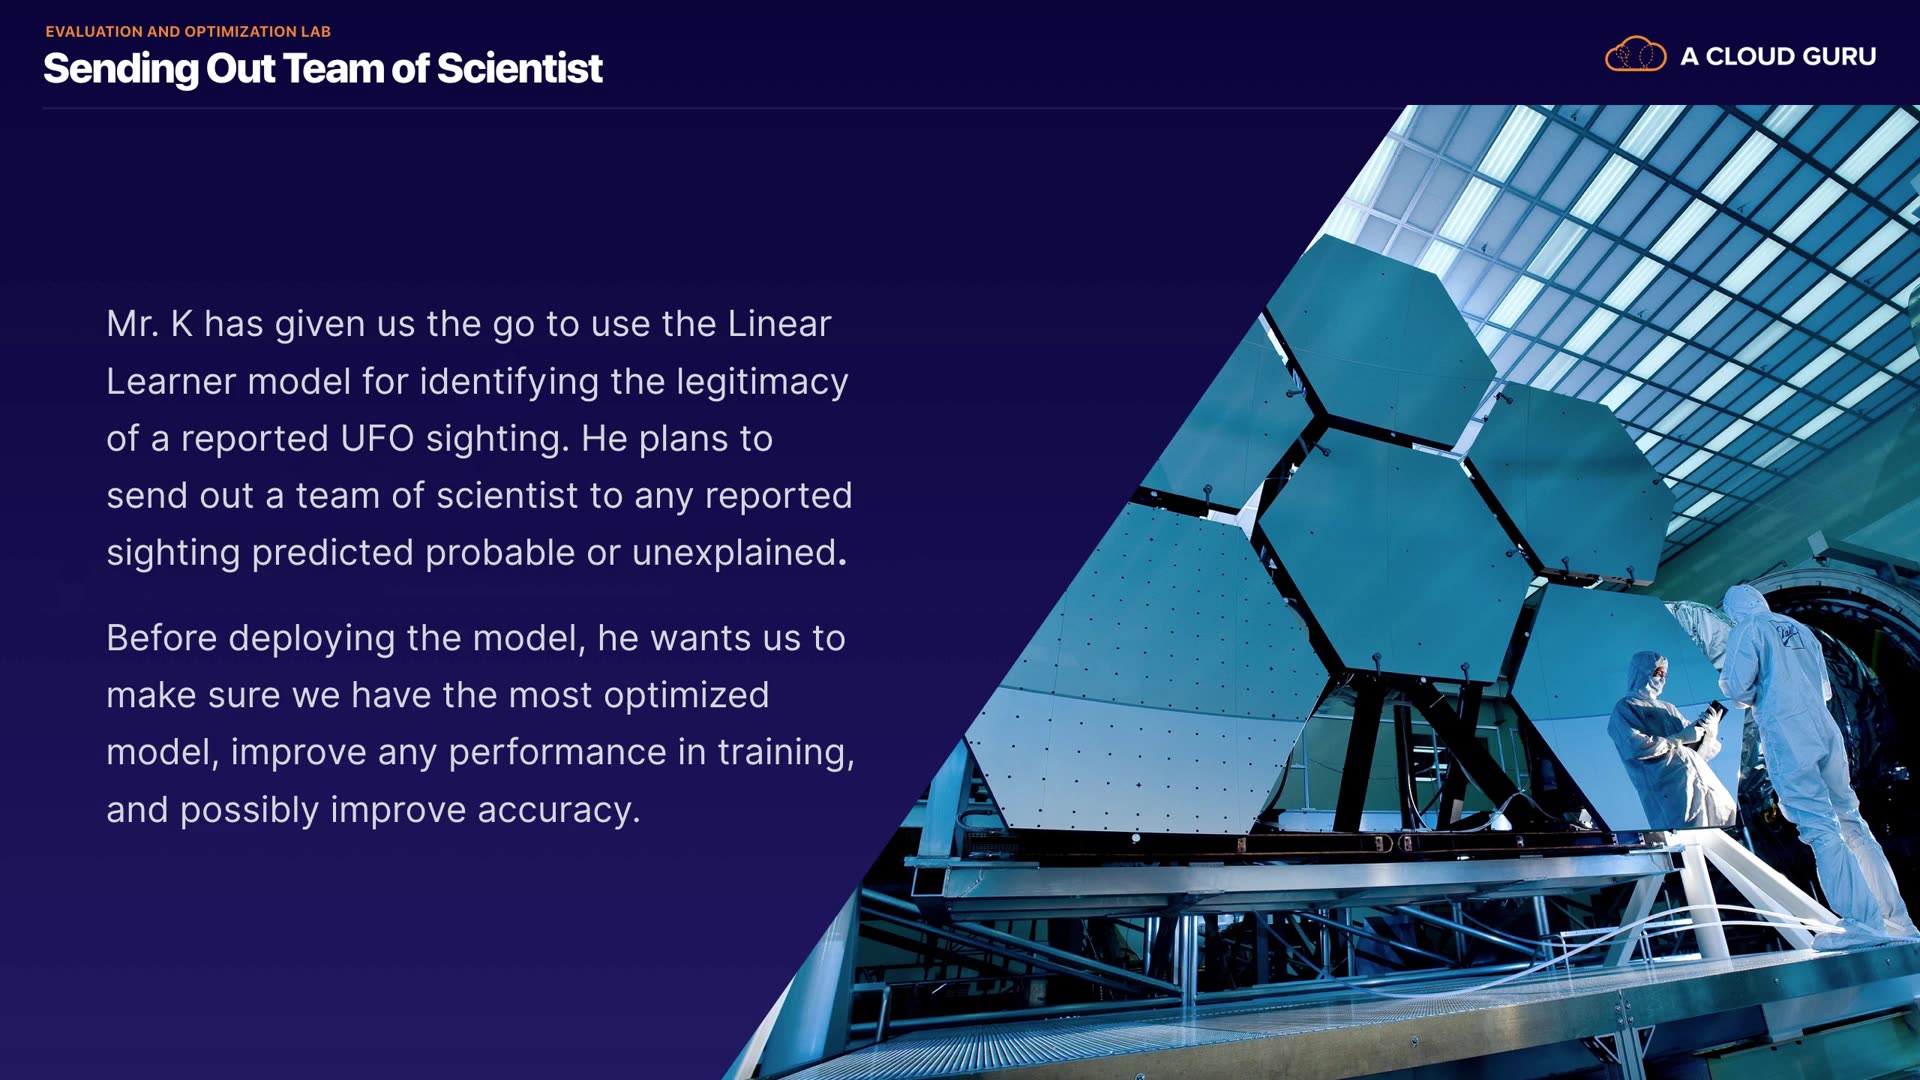 EVALUATION AND OPTIMIZATION LAB
Sending Out Team of Scientist
A CLOUD GURU
Mr. K has given us the go to use the Linear
Learner model for identifying the legitimacy
of a reported UFO sighting. He plans to
send out a team of scientist to any reported
sighting predicted probable or unexplained.
Before deploying the model, he wants us to
make sure we have the most optimized
model, improve any performance in training,
and possibly improve accuracy.